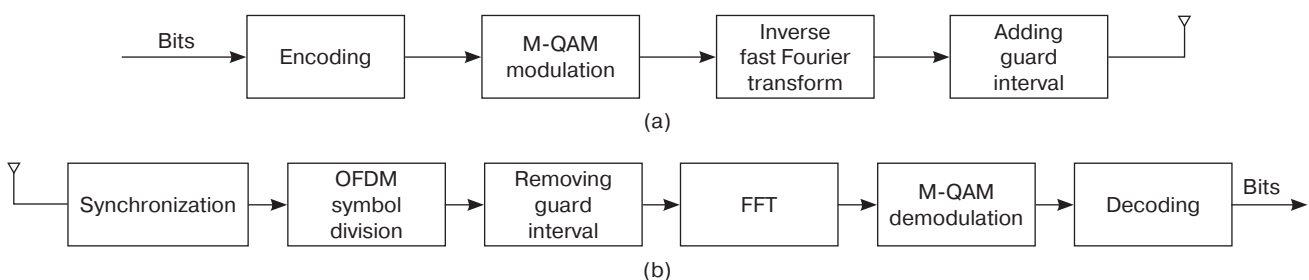 Bits
Encoding
M-QAM
modulation
Inverse
fast Fourier
transform
Adding
guard
interval
(a)
Synchronization
OFDM
symbol
division
Removing
guard
interval
FFT
M-QAM
demodulation
Decoding
Bits
(b)